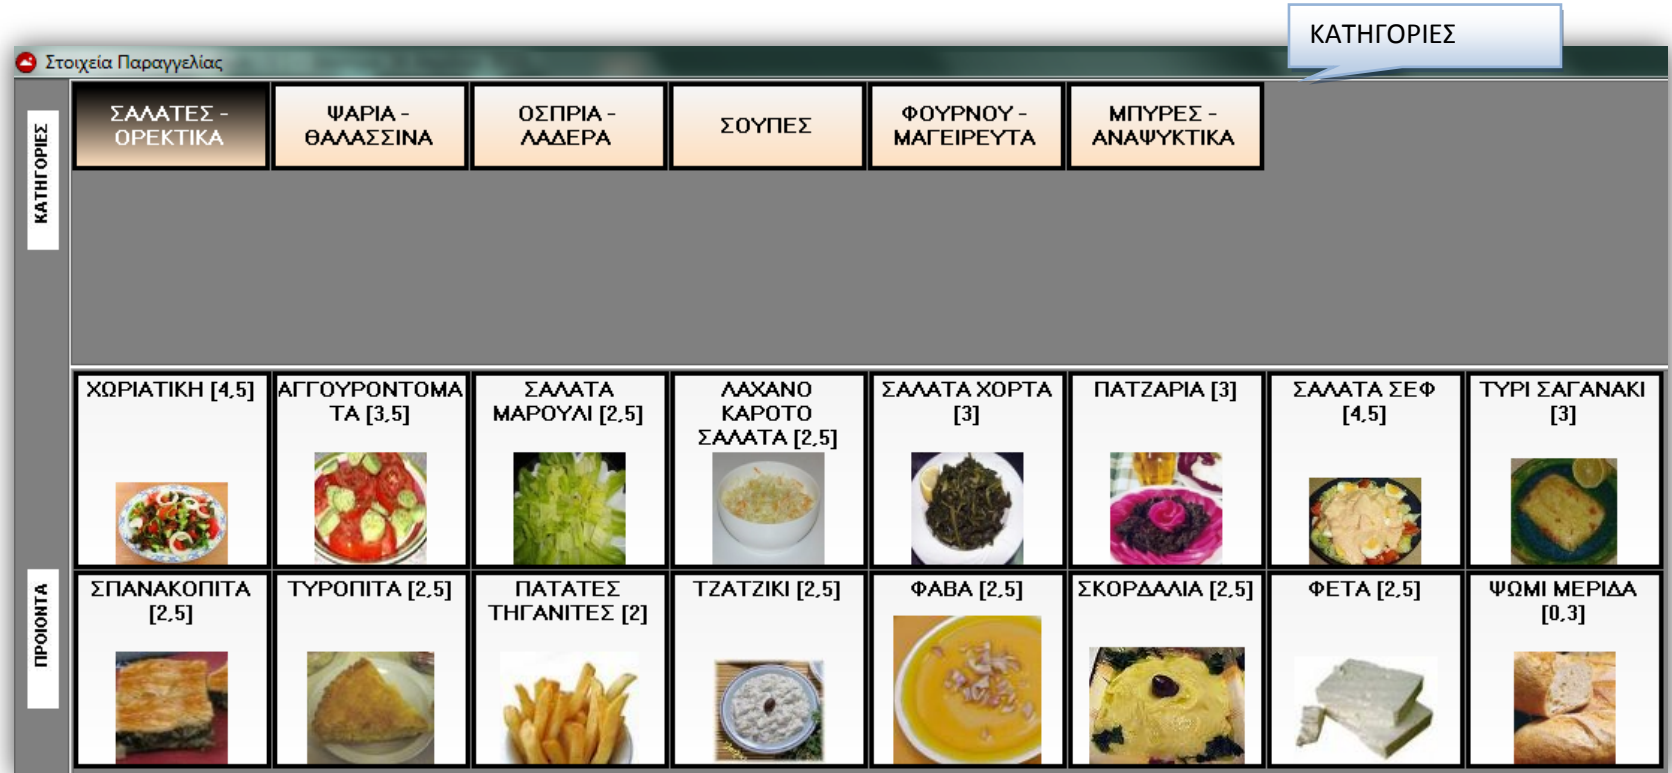 ΚΑΤΗΓΟΡΙΕΣ
Στοιχεία Παραγγελίας
ΚΑΤΗΓΟΡΙΕΣ
ΣΑΛΑΤΕΣ -
ΟΡΕΚΤΙΚΑ
ΨΑΡΙΑ -
ΘΑΛΑΣΣΙΝΑ
ΟΣΠΡΙΑ -
ΛΑΔΕΡΑ
ΣΟΥΠΕΣ
ΦΟΥΡΝΟΥ -
ΜΑΓΕΙΡΕΥΤΑ
ΜΠΥΡΕΣ -
ΑΝΑΨΥΚΤΙΚΑ
ΠΡΟΙΟΝΤΑ
ΧΩΡΙΑΤΙΚΗ [4,5]
ΑΓΓΟΥΡΟΝΤΟΜΑ
ΤΑ [3,5]
ΣΑΛΑΤΑ
ΜΑΡΟΥΛΙ [2,5]
ΛΑΧΑΝΟ
ΚΑΡΟΤΟ
ΣΑΛΑΤΑ [2,5]
ΣΑΛΑΤΑ ΧΟΡΤΑ
[3]
ΠΑΤΖΑΡΙΑ [3]
ΣΑΛΑΤΑ ΣΕΦ
[4,5]
ΤΥΡΙ ΣΑΓΑΝΑΚΙ
[3]
ΣΠΑΝΑΚΟΠΙΤΑ
[2,5]
ΤΥΡΟΠΙΤΑ [2,5]
ΠΑΤΑΤΕΣ
ΤΗΓΑΝΙΤΕΣ [2]
ΤΖΑΤΖΙΚΙ [2,5]
ΦΑΒΑ [2,5]
ΣΚΟΡΔΑΛΙΑ [2,5]
ΦΕΤΑ [2,5]
ΨΩΜΙ ΜΕΡΙΔΑ
[0,3]